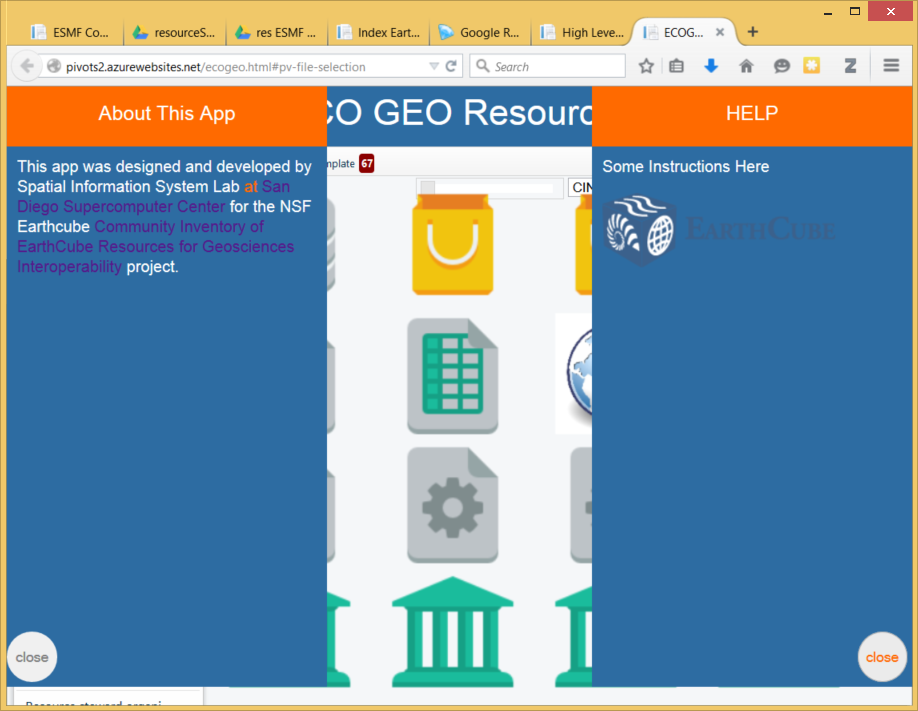 ESMF Co...
resourceS...
res ESMF ...
Index Eart...
Google R...
High Leve...
ECOG...
pivots2.azurewebsites.net/ecogeo.html#pv-file-selection
Search
Z
About This App
CO GEO Resourc
HELP
This app was designed and developed by
Spatial Information System Lab at San
Diego Supercomputer Center for the NSF
Earthcube Community Inventory of
EarthCube Resources for Geosciences
Interoperability project.
mplate 67
CIN
Some Instructions Here
EARTHCUBE
close
close
Resource steward organi